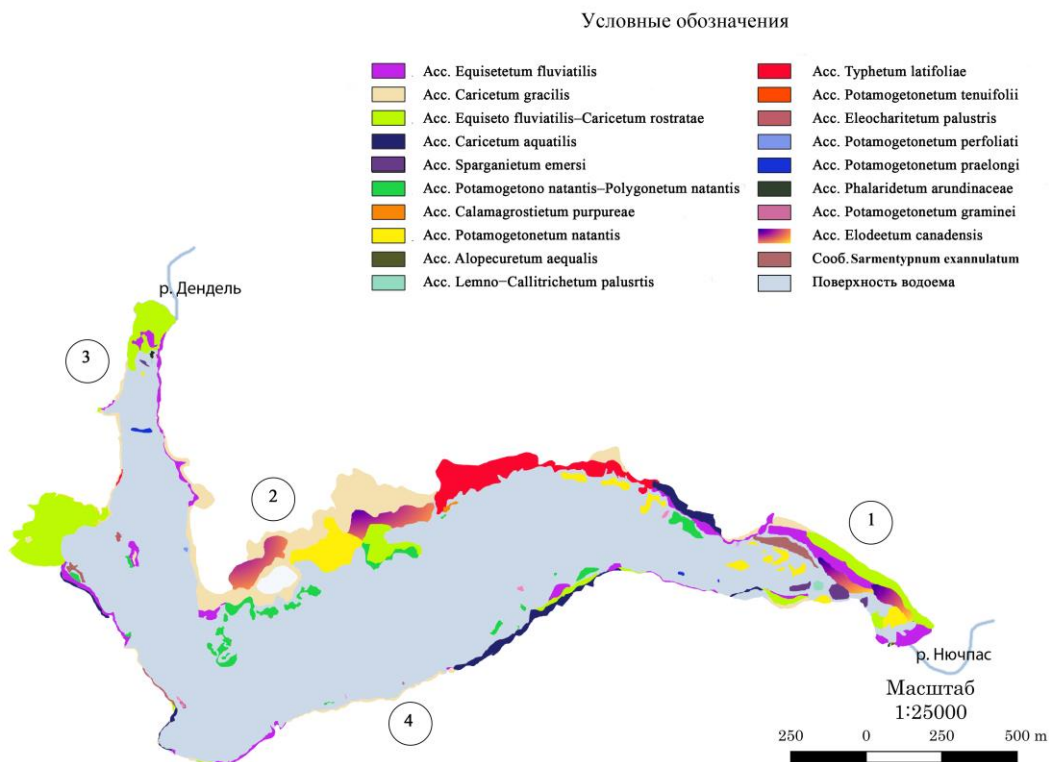 Условные обозначения
Асс. Equisetetum fluviatilis
Асс. Caricetum gracilis
Асс. Equiseto fluviatilis–Caricetum rostratae
Асс. Caricetum aquatilis
Асс. Sparganietum emersi
Асс. Potamogetono natantis–Polygonetum natantis
Асс. Calamagrostietum purpureae
Асс. Potamogetonetum natantis
Асс. Alopecuretum aequalis
Асс. Lemno–Callitrichetum palusrtis
Асс. Typhetum latifoliae
Асс. Potamogetonetum tenuifolii
Асс. Eleocharitetum palustris
Асс. Potamogetonetum perfoliati
Асс. Potamogetonetum praelongi
Асс. Phalaridetum arundinaceae
Асс. Potamogetonetum graminei
Асс. Elodeetum canadensis
Сооб. Sarmentypnum exannulatum
Поверхность водоема
р. Дендель
3
2
1
4
р. Нючпас
Масштаб
1:25000
250 0 250 500 m